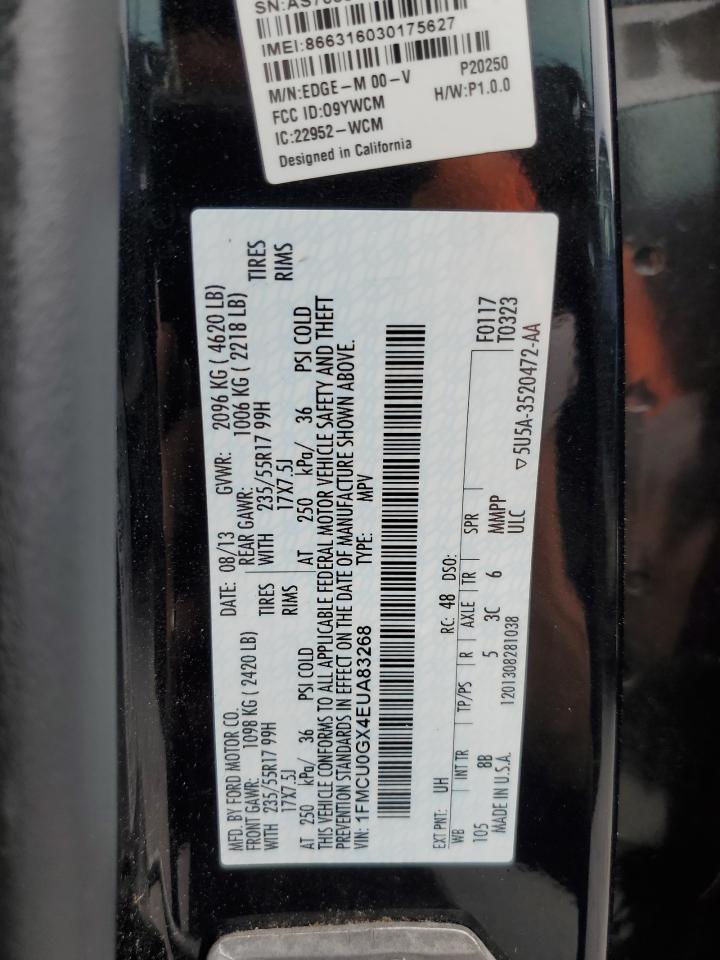 IMEI:866316030175627
M/N:EDGE-M 00-V P20250
FCC ID:O9YWCM H/W:P1.0.0
IC:22952-WCM
Designed in California
MFD. BY FORD MOTOR CO. DATE: 08/13 GVWR: 2096 KG ( 4620 LB)
FRONT GAWR: 1098 KG ( 2420 LB) REAR GAWR: 1006 KG ( 2218 LB)
WITH 235/55R17 99H TIRES WITH 235/55R17 99H TIRES
17X7.5J RIMS 17X7.5J RIMS
AT 250 kPa/ 36 PSI COLD AT 250 kPa/ 36 PSI COLD
THIS VEHICLE CONFORMS TO ALL APPLICABLE FEDERAL MOTOR VEHICLE SAFETY AND THEFT
PREVENTION STANDARDS IN EFFECT ON THE DATE OF MANUFACTURE SHOWN ABOVE.
VIN: 1FMCU0GX4EUA83268 TYPE: MPV
EXT PNT: UH RC: 48 DSO: F0117
WB INT TR TP/PS R AXLE TR SPR T0323
105 8B 5 3C 6 MMPP
MADE IN U.S.A. 1201308281038 ULC ▽5U5A-3520472-AA